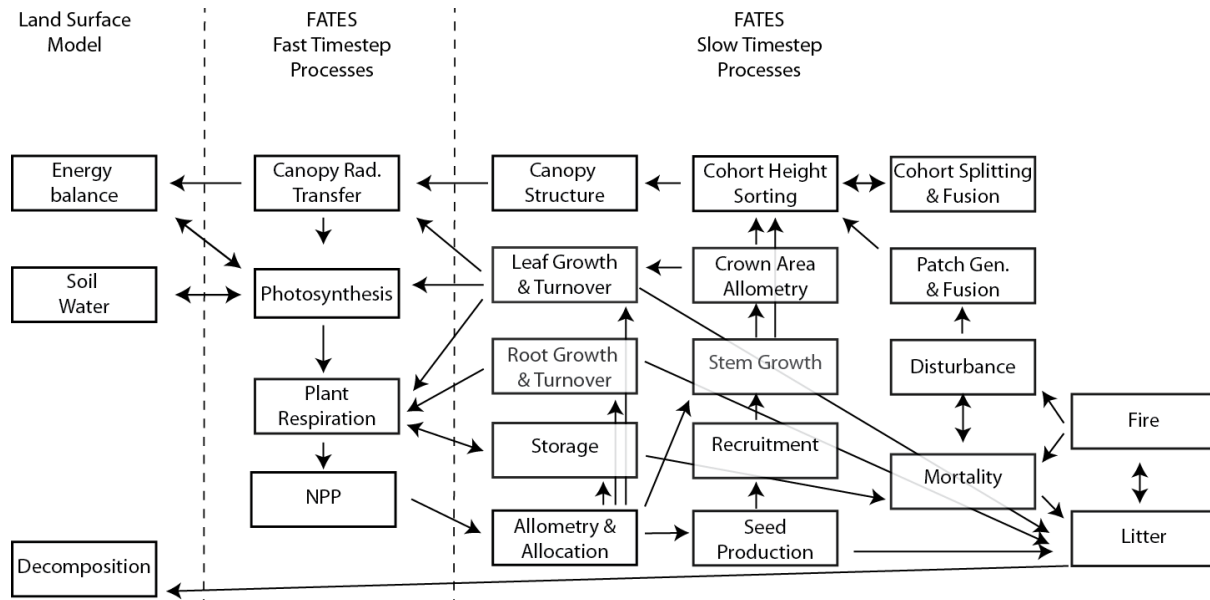 Land Surface
Model
FATES
Fast Timestep
Processes
FATES
Slow Timestep
Processes
Energy
balance
Canopy Rad.
Transfer
Canopy
Structure
Cohort Height
Sorting
Cohort Splitting
& Fusion
Soil
Water
Photosynthesis
Leaf Growth
& Turnover
Crown Area
Allometry
Patch Gen.
& Fusion
Plant
Respiration
Root Growth
& Turnover
Stem Growth
Disturbance
Storage
Recruitment
Mortality
Fire
NPP
Allometry &
Allocation
Seed
Production
Litter
Decomposition